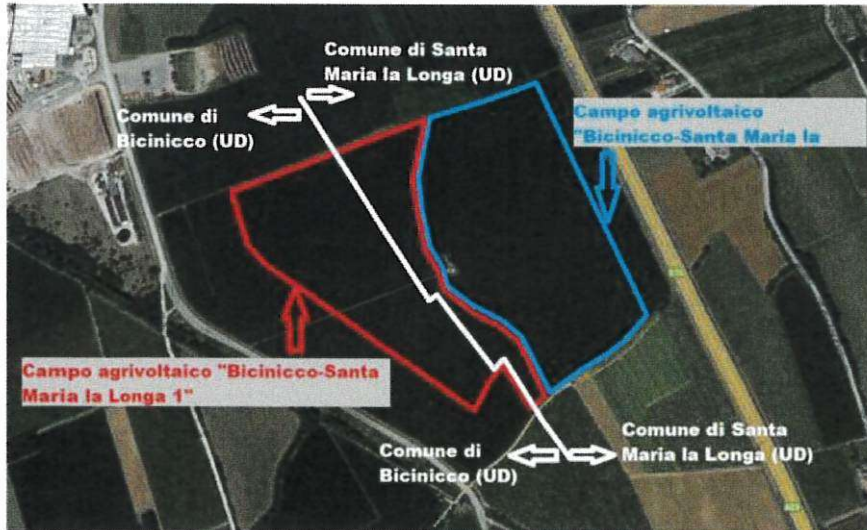 Comune di Santa
Maria la Longa (UD)
Comune di
Bicinicco (UD)
Campo agrivoltaico
"Bicinicco-Santa Maria la
Campo agrivoltaico "Bicinicco-Santa
Maria la Longa 1"
Comune di
Bicinicco (UD)
Comune di Santa
Maria la Longa (UD)